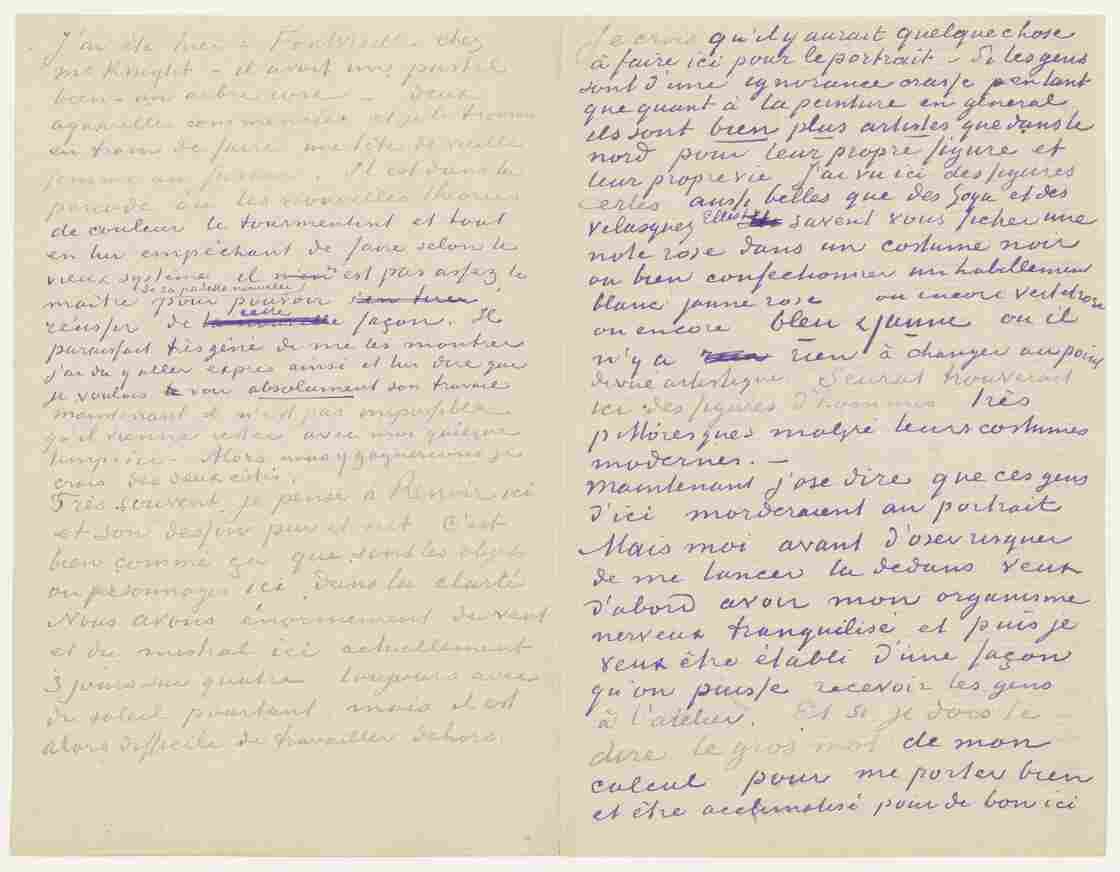 J'ai été hier à Fontvieille chez
Mc Knight – il avait un pastel
bien – un arbre rose – deux
aquarelles commencées et je le trouvai
en train de faire une tête de vieille
femme au fusain. Il est dans la
periode où les nouvelles théories
de couleur le tourmentent et tout
en lui empêchant de faire selon le
vieux système il n'est pas assez le
maitre de sa palette nouvelle pour pouvoir
reussir de cette façon. Il
paraissait très gêné de me les montrer
j'ai du y aller exprès ainsi et lui dire que
je voulais voir absolument son travail
maintenant il n'est pas impossible
qu'il vienne rester avec moi quelque
temps ici – Alors nous y gagnerions je
crois des deux côtés.
Très souvent je pense à Renoir ici
et son dessin pur et net. C'est
bien comme ça que sont les objets
ou personnages ici dans la clarté
Nous avons énormement du vent
et du mistral ici actuellement
3 jours sur quatre toujours avec
du soleil pourtant, mais il est
alors difficile de travailler dehors.
Je crois qu'il y aurait quelque chose
à faire ici pour le portrait – Si les gens
sont d'une ignorance crasse pendant
que quant à la peinture en general
ils sont bien plus artistes que dans le
nord pour leur propre figure et
leur propre vie J'ai vu ici des figures
certes aussi belles que des Goya et des
Velasquez Elles savent vous ficher une
note rose dans un costume noir
ou bien confectionner un habillement
blanc jaune rose ou encore vert et rose
ou encore bleu & jaune où il
n'y a rien à changer au point
de vue artistique. Seurat trouverait
ici des figures d'hommes très
pittoresques malgré leurs costumes
modernes. –
Maintenant j'ose dire que ces gens
d'ici morderaient au portrait
Mais moi avant d'oser risquer
de me lancer la dedans veux
d'abord avoir mon organisme
nerveux tranquilisé et puis je
veux être établi d'une façon
qu'on puisse recevoir les gens
à l'atelier. Et si je dois te
dire le gros mot de mon
calcul pour me porter bien
et être acclimatisé pour de bon ici